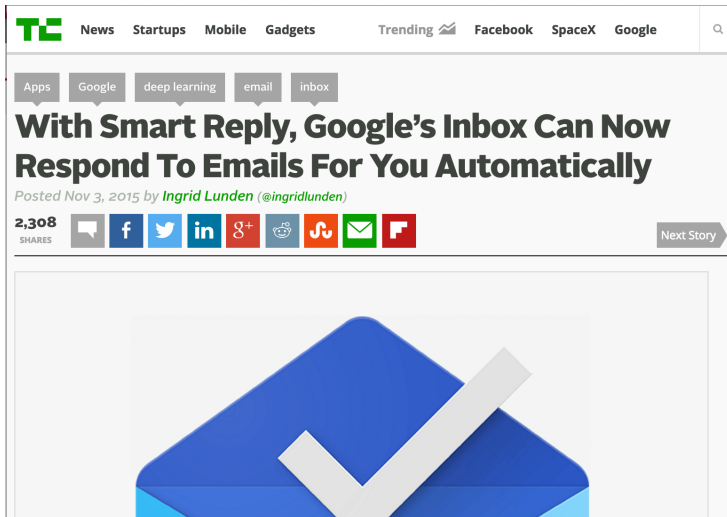 TC News Startups Mobile Gadgets Trending Facebook SpaceX Google
Apps Google deep learning email inbox
With Smart Reply, Google’s Inbox Can Now
Respond To Emails For You Automatically
Posted Nov 3, 2015 by Ingrid Lunden (@ingridlunden)
2,308
SHARES
f in g+
Next Story